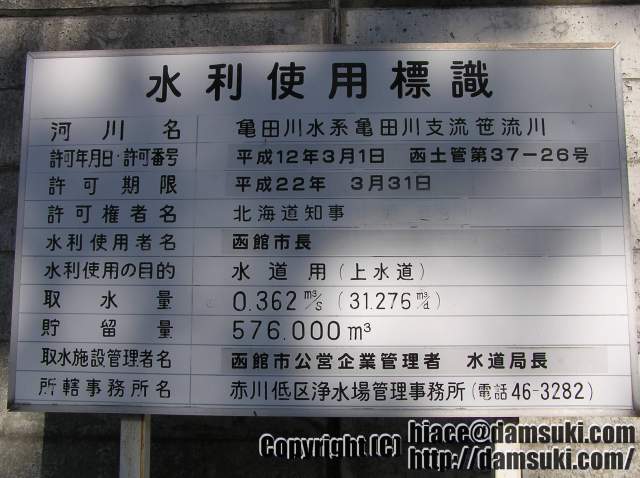 水利使用標識
河川名 亀田川水系亀田川支流笹流川
許可年月日・許可番号 平成12年3月1日 函土管第37-26号
許可期限 平成22年 3月31日
許可権者名 北海道知事
水利使用者名 函館市長
水利使用の目的 水道用(上水道)
取水量 0.362m³/s (31.276m³/d)
貯留量 576.000m³
取水施設管理者名 函館市公営企業管理者 水道局長
所轄事務所名 赤川低区浄水場管理事務所(電話46-3282)
Copyright (C) hiace@damsuki.com
http://damsuki.com/